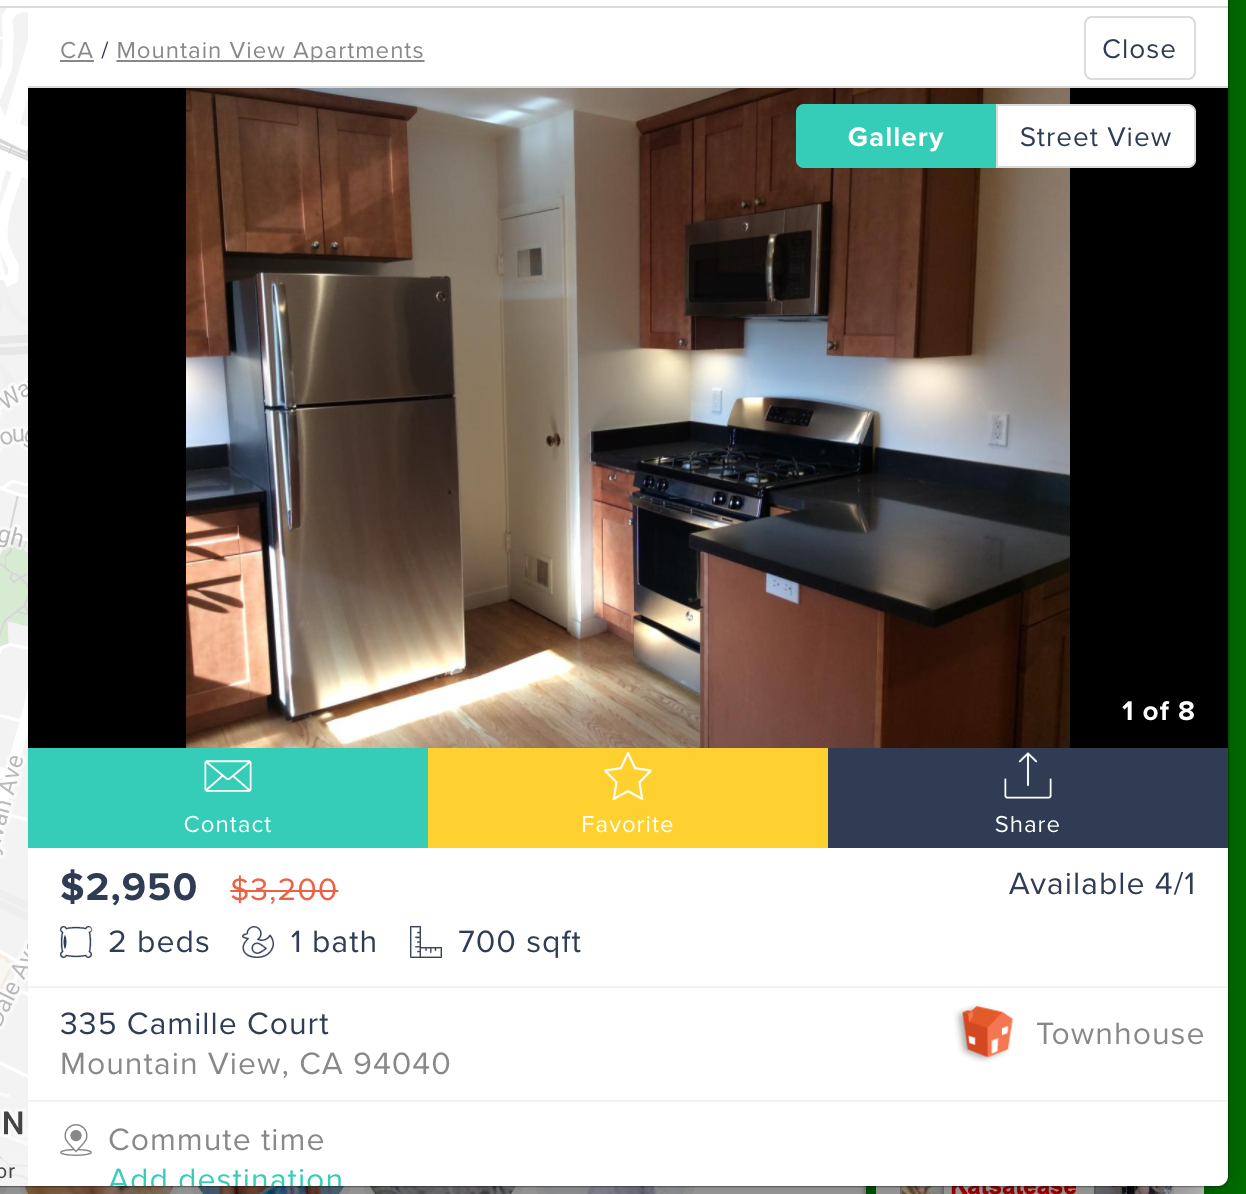 CA / Mountain View Apartments
Close
Gallery
Street View
1 of 8
Contact
Favorite
Share
$2,950 $3,200
Available 4/1
2 beds 1 bath 700 sqft
335 Camille Court
Mountain View, CA 94040
Townhouse
Commute time
Add destination